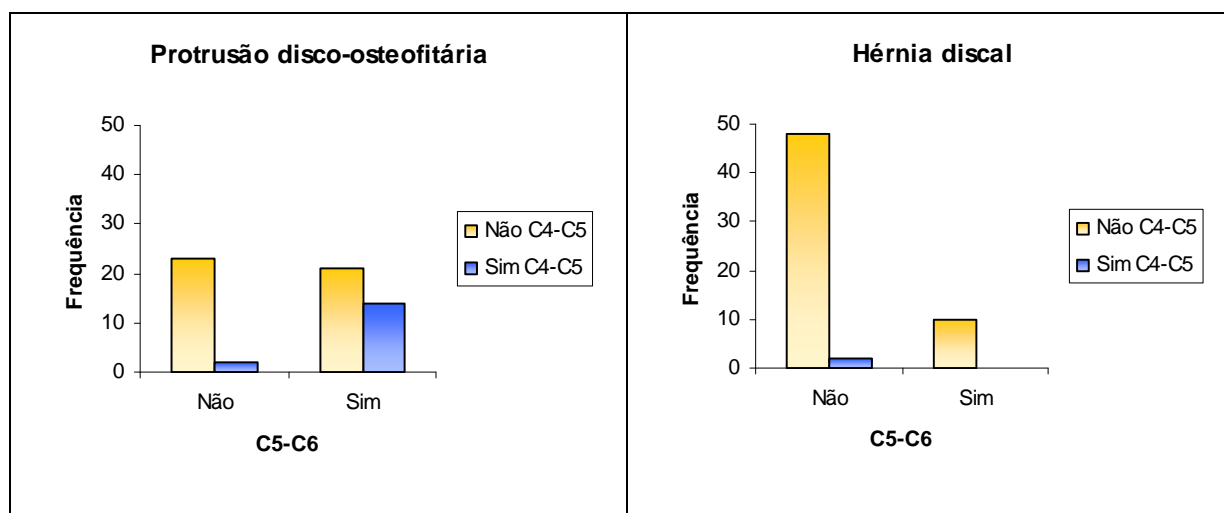 Protrusão disco-osteofitária
50
40
30
20
10
0
Frequência
Não
Sim
C5-C6
Não C4-C5
Sim C4-C5
Hérnia discal
50
40
30
20
10
0
Frequência
Não
Sim
C5-C6
Não C4-C5
Sim C4-C5